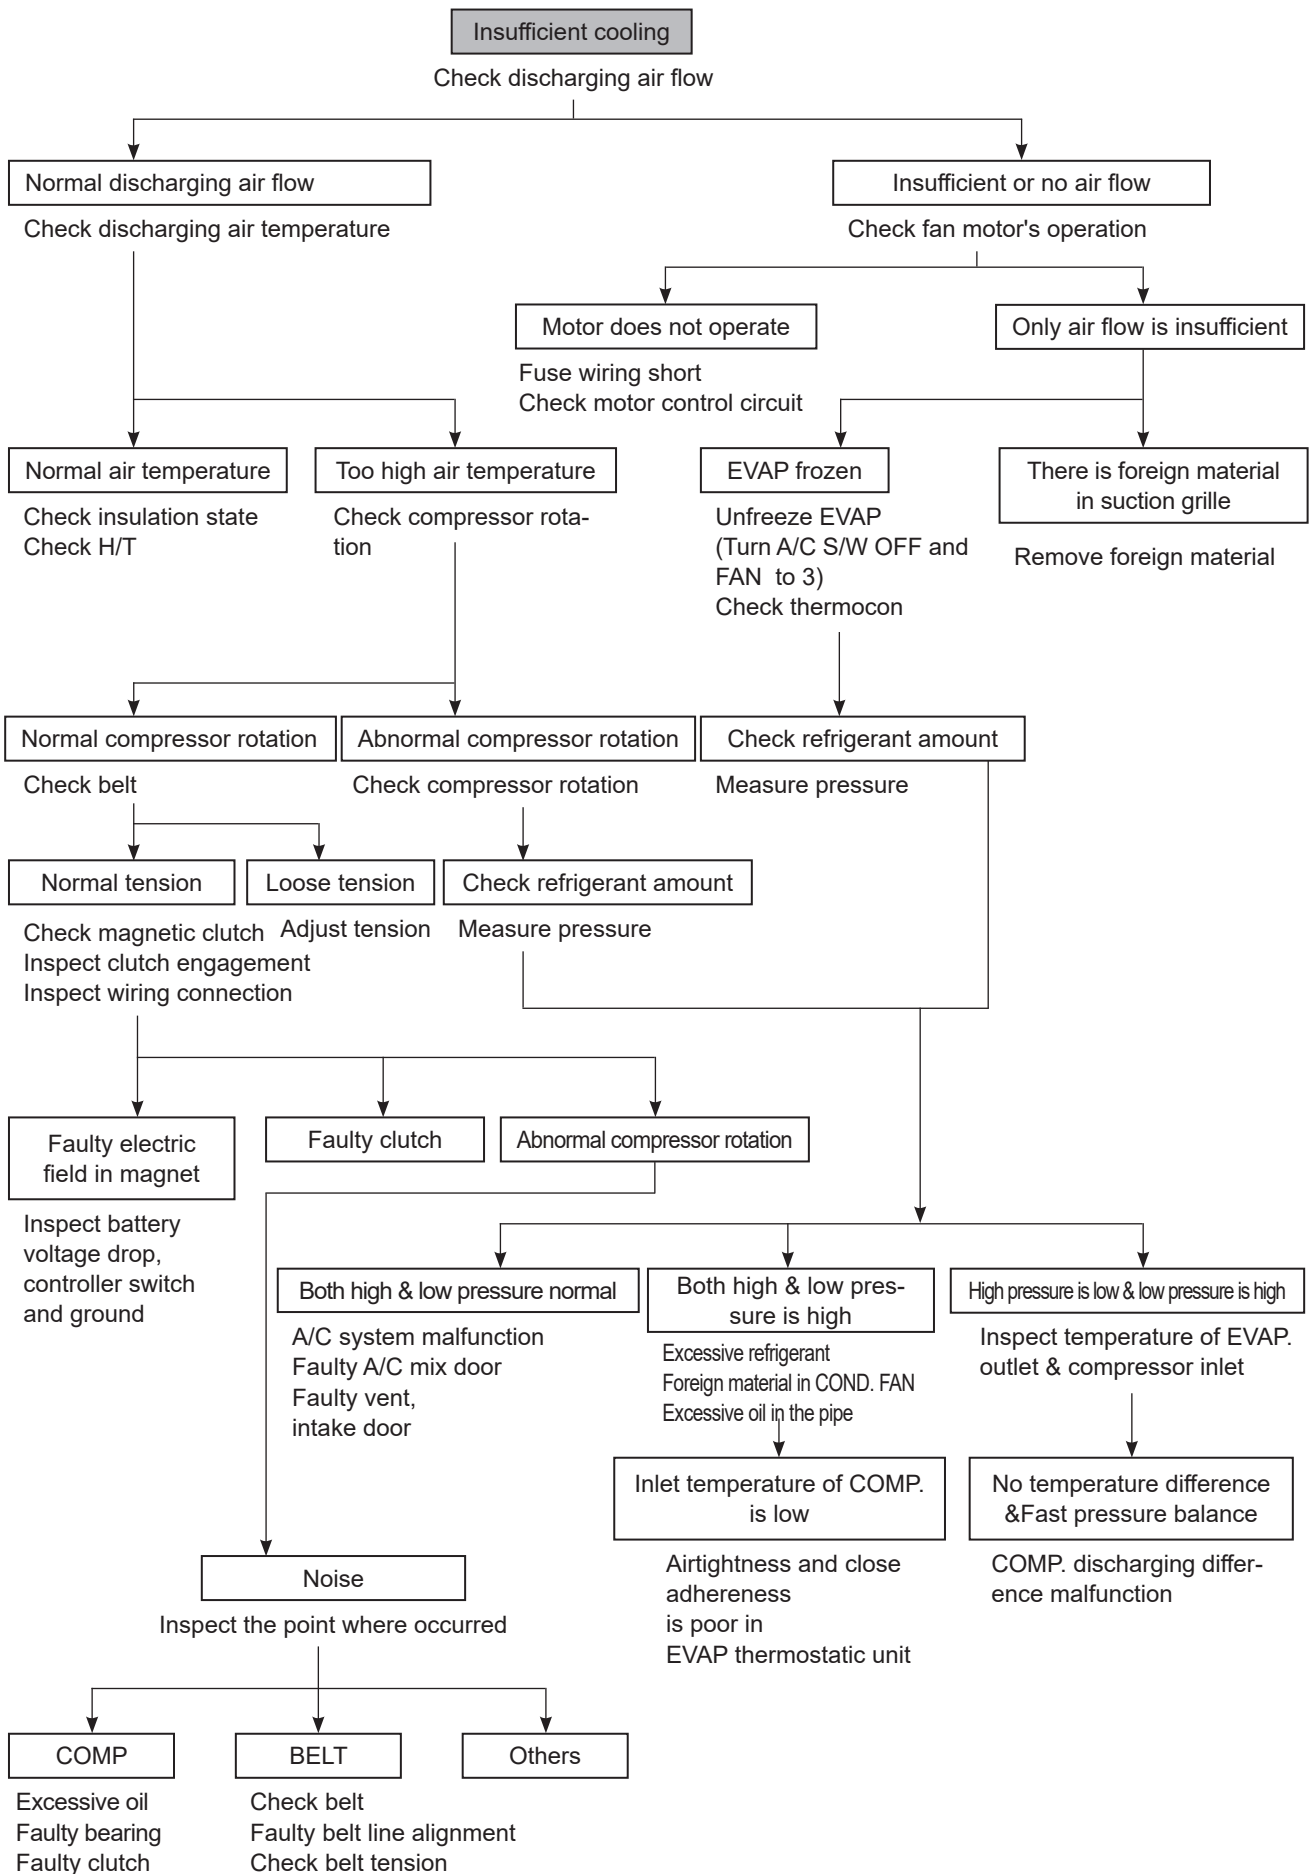 Insufficient cooling
Check discharging air flow
Normal discharging air flow
Check discharging air temperature
Insufficient or no air flow
Check fan motor's operation
Motor does not operate
Fuse wiring short
Check motor control circuit
Only air flow is insufficient
Normal air temperature
Check insulation state
Check H/T
Too high air temperature
Check compressor rota-
tion
EVAP frozen
Unfreeze EVAP
(Turn A/C S/W OFF and
FAN to 3)
Check thermocon
There is foreign material
in suction grille
Remove foreign material
Normal compressor rotation
Check belt
Abnormal compressor rotation
Check compressor rotation
Check refrigerant amount
Measure pressure
Normal tension
Check magnetic clutch
Inspect clutch engagement
Inspect wiring connection
Loose tension
Adjust tension
Check refrigerant amount
Measure pressure
Faulty electric
field in magnet
Inspect battery
voltage drop,
controller switch
and ground
Faulty clutch
Abnormal compressor rotation
Both high & low pressure normal
A/C system malfunction
Faulty A/C mix door
Faulty vent,
intake door
Both high & low pres-
sure is high
Excessive refrigerant
Foreign material in COND. FAN
Excessive oil in the pipe
High pressure is low & low pressure is high
Inspect temperature of EVAP.
outlet & compressor inlet
Inlet temperature of COMP.
is low
Airtightness and close
adhereness
is poor in
EVAP thermostatic unit
No temperature difference
&Fast pressure balance
COMP. discharging differ-
ence malfunction
Noise
Inspect the point where occurred
COMP
Excessive oil
Faulty bearing
Faulty clutch
BELT
Check belt
Faulty belt line alignment
Check belt tension
Others